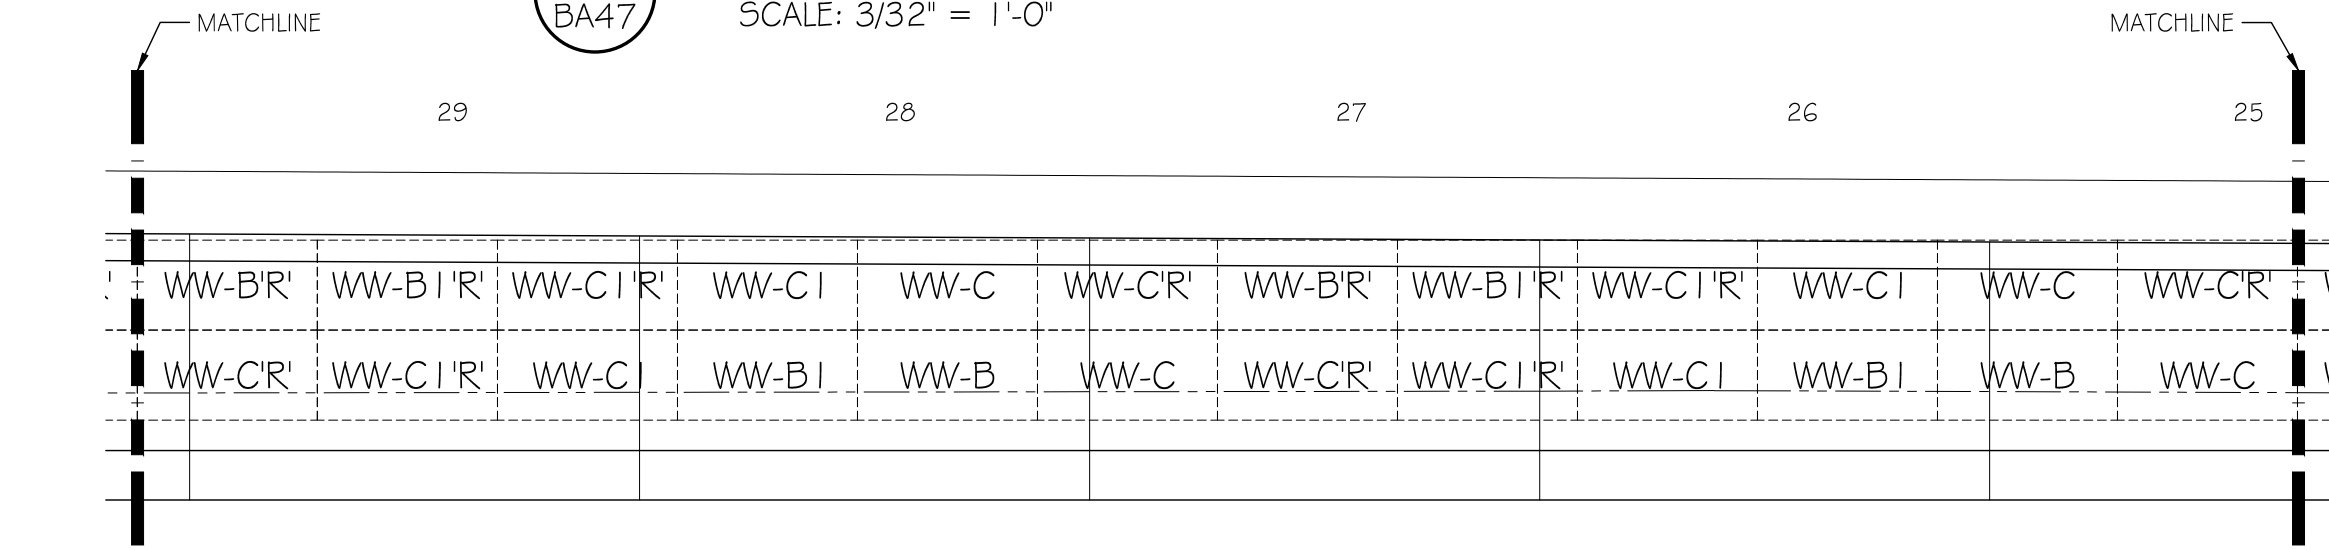 MATCHLINE BA47 SCALE: 3/32" = 1'-0" MATCHLINE
29 28 27 26 25
WW-B'R' WW-B1'R' WW-C1'R' WW-C1 WW-C WW-C'R' WW-B'R' WW-B1'R' WW-C1'R' WW-C1 WW-C WW-C'R'
WW-C'R' WW-C1'R' WW-C1 WW-B1 WW-B WW-C WW-C'R' WW-C1'R' WW-C1 WW-B1 WW-B WW-C